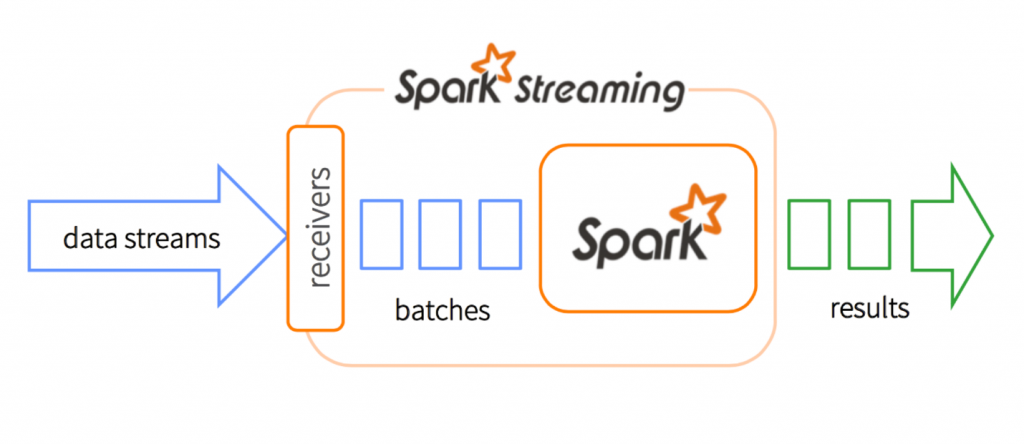 Spark Streaming
data streams
receivers
batches
Spark
results